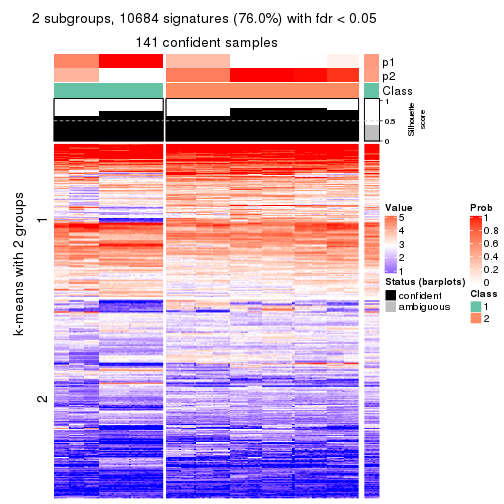 2 subgroups, 10684 signatures (76.0%) with fdr < 0.05
141 confident samples
p1
p2
Class
1
0.5
0
Silhouette
score
k-means with 2 groups
1
2
Value
5
4
3
2
1
Status (barplots)
confident
ambiguous
Prob
1
0.8
0.6
0.4
0.2
0
Class
1
2